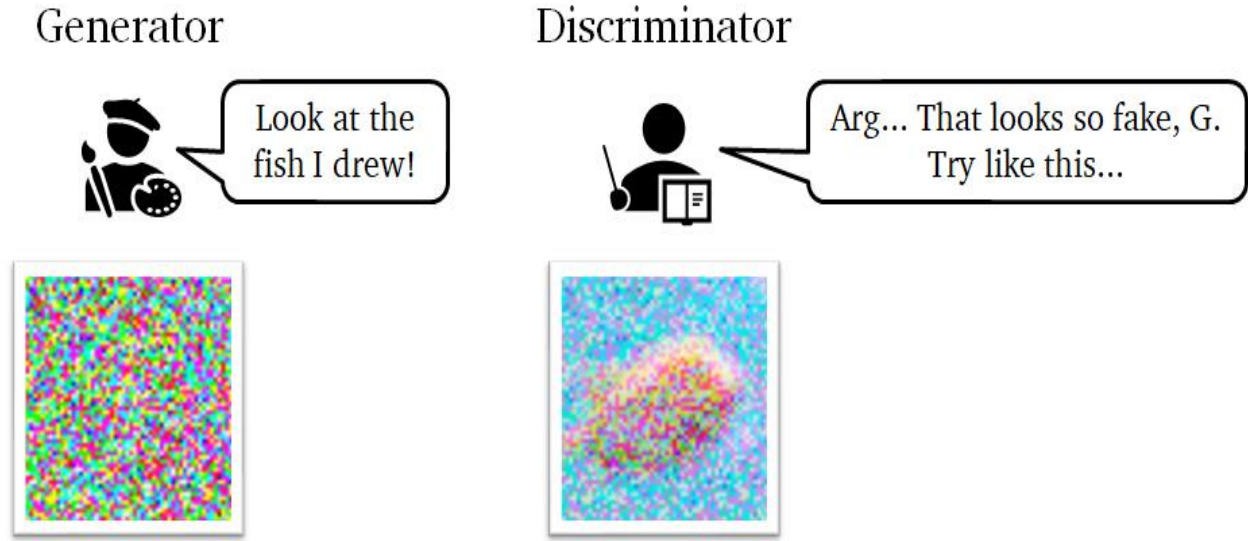 Generator
Discriminator
Look at the
fish I drew!
Arg... That looks so fake, G.
Try like this...